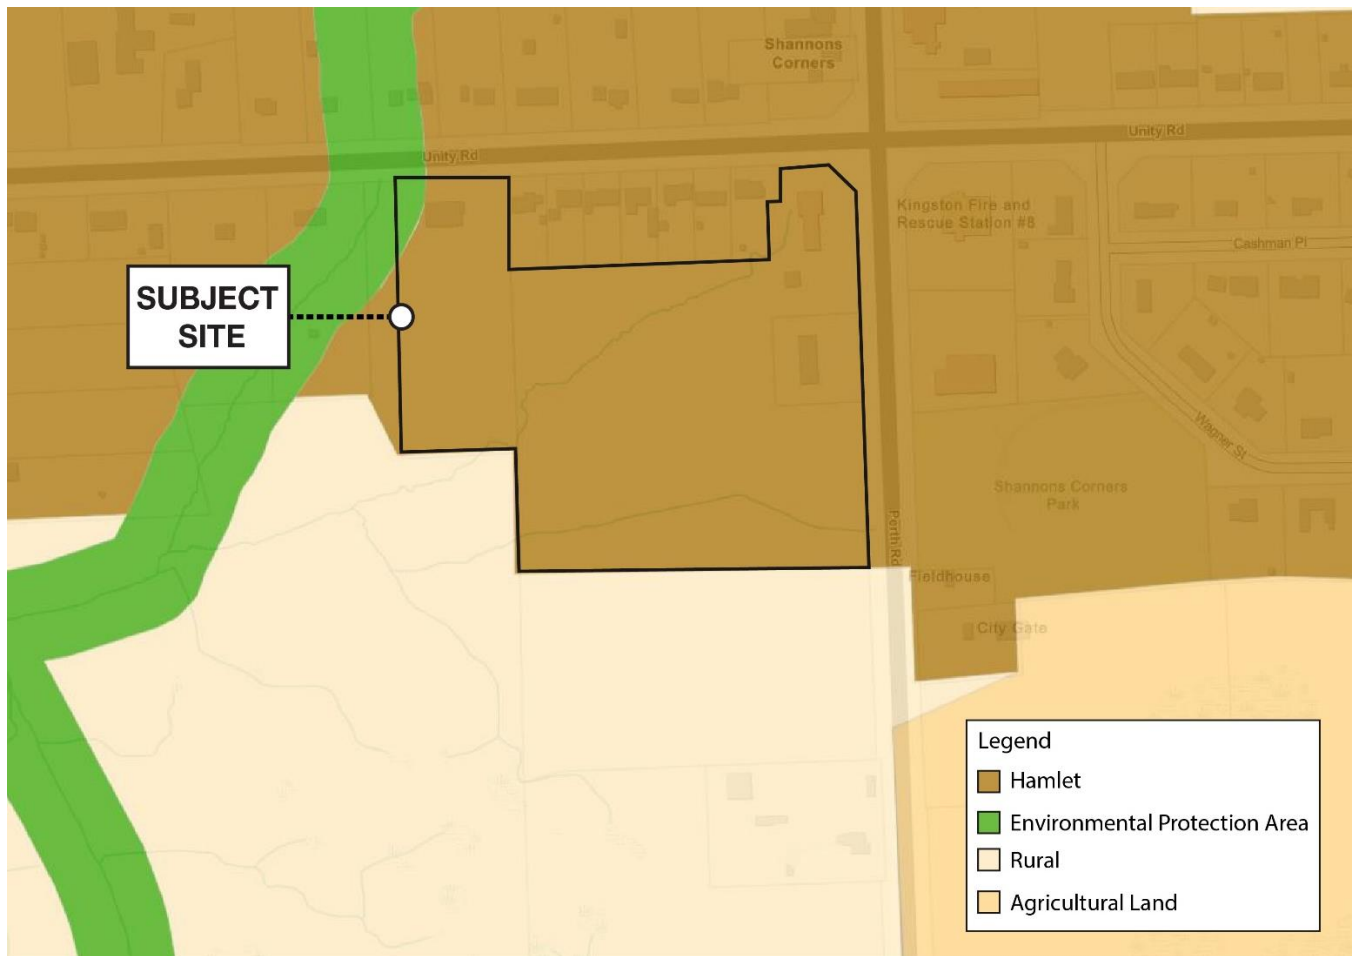 Shannons
Corners
Unity Rd
Unity Rd
Kingston Fire and
Rescue Station #8
Cashman Pl
SUBJECT
SITE
Wagner St
Shannons Corners
Park
Perth Rd
Fieldhouse
City Gate
Legend
Hamlet
Environmental Protection Area
Rural
Agricultural Land